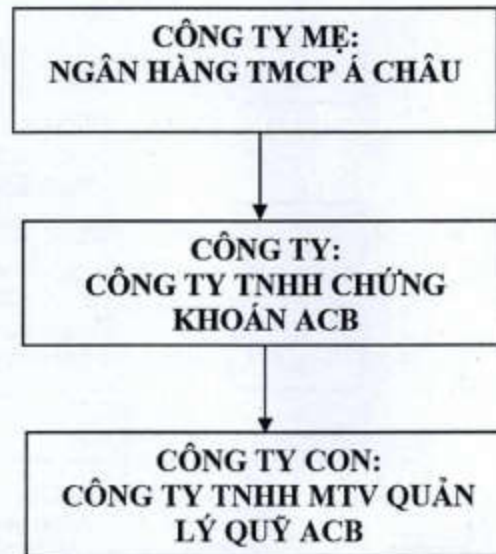 CÔNG TY MẸ:
NGÂN HÀNG TMCP Á CHÂU
CÔNG TY:
CÔNG TY TNHH CHỨNG
KHOÁN ACB
CÔNG TY CON:
CÔNG TY TNHH MTV QUẢN
LÝ QUỸ ACB